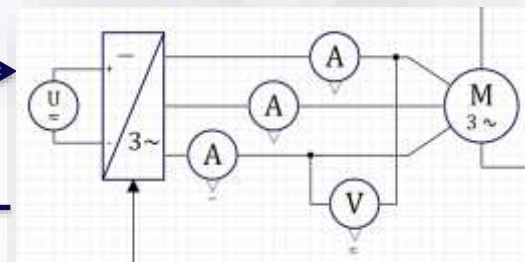 A
U
=
+
–
-
3~
A
A
M
3 ~
V